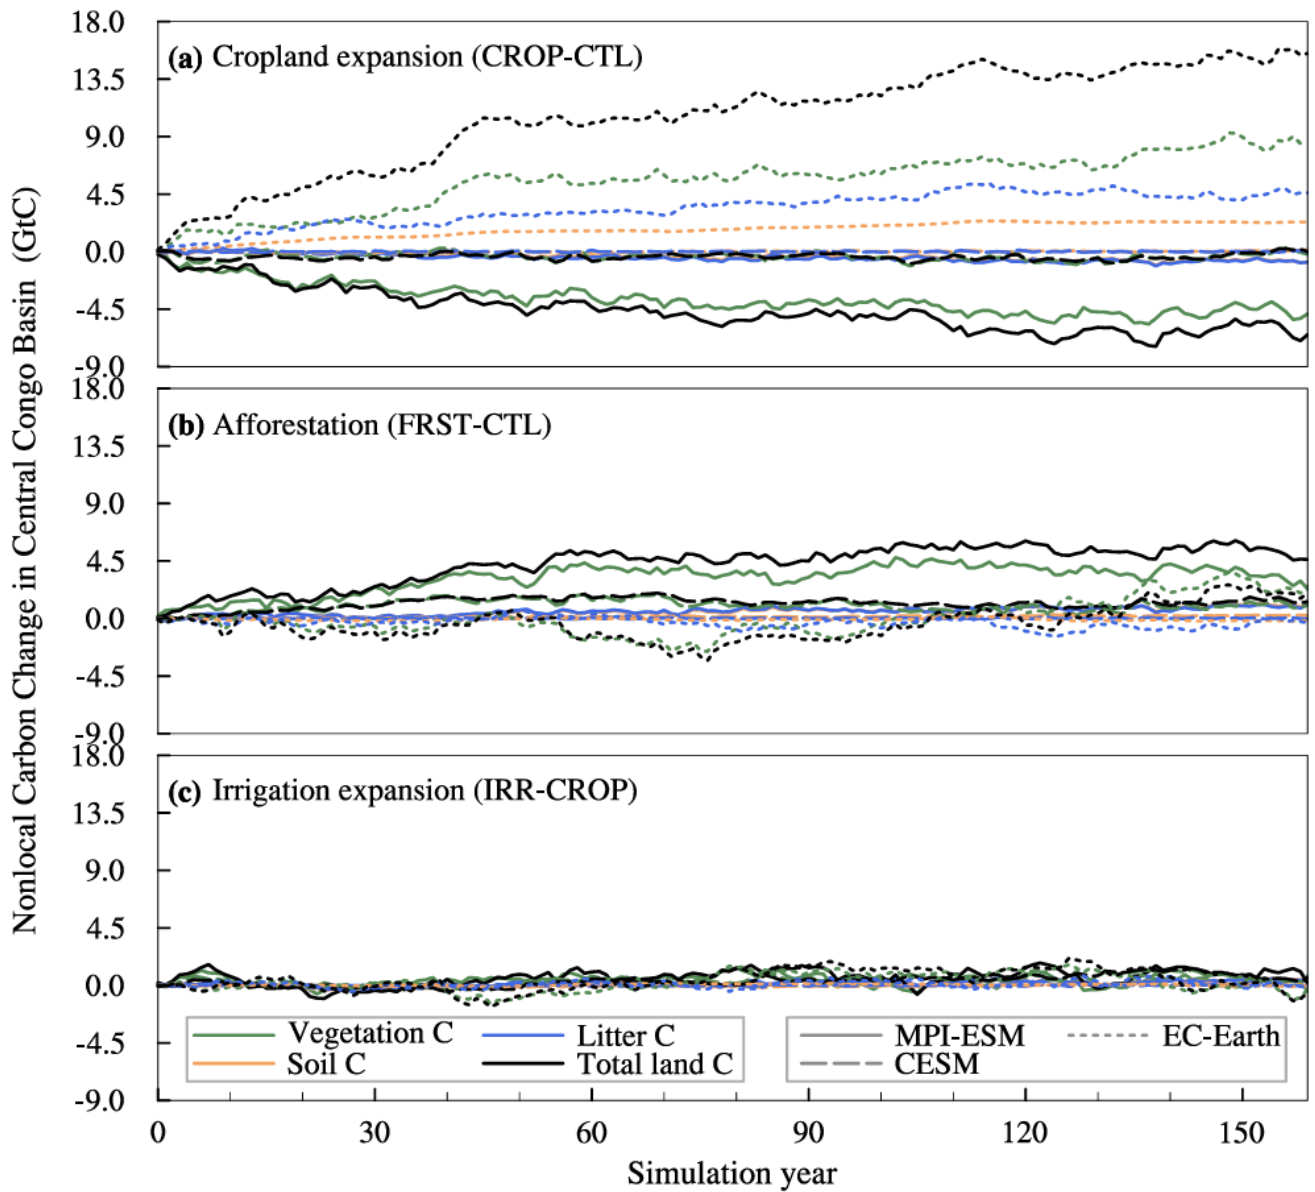 Nonlocal Carbon Change in Central Congo Basin (GtC)
18.0
(a) Cropland expansion (CROP-CTL)
13.5
9.0
4.5
0.0
-4.5
-9.0
18.0
(b) Afforestation (FRST-CTL)
13.5
9.0
4.5
0.0
-4.5
-9.0
18.0
(c) Irrigation expansion (IRR-CROP)
13.5
9.0
4.5
0.0
-4.5
-9.0
Vegetation C Litter C
Soil C Total land C
MPI-ESM EC-Earth
CESM
0 30 60 90 120 150
Simulation year